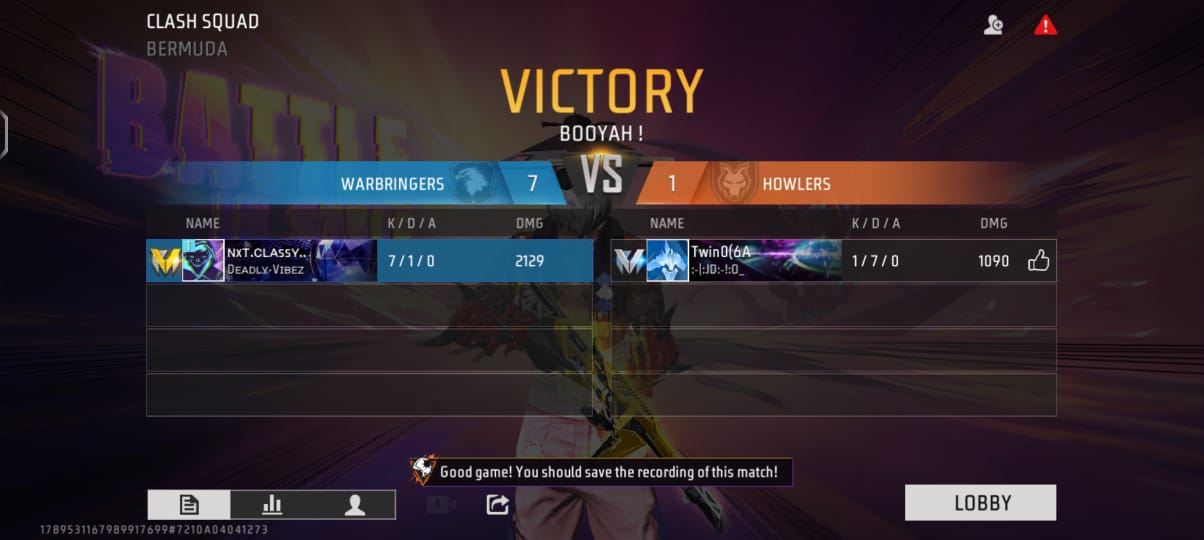 CLASH SQUAD
BERMUDA
BATTLE
VICTORY
BOOYAH !
WARBRINGERS 7 VS 1 HOWLERS
NAME K / D / A DMG NAME K / D / A DMG
NXT.CLASSY.. 7 / 1 / 0 2129 1 / 7 / 0 1090
DEADLY-VIBEZ
Good game! You should save the recording of this match!
LOBBY
1789531167989917699#7210A04041273